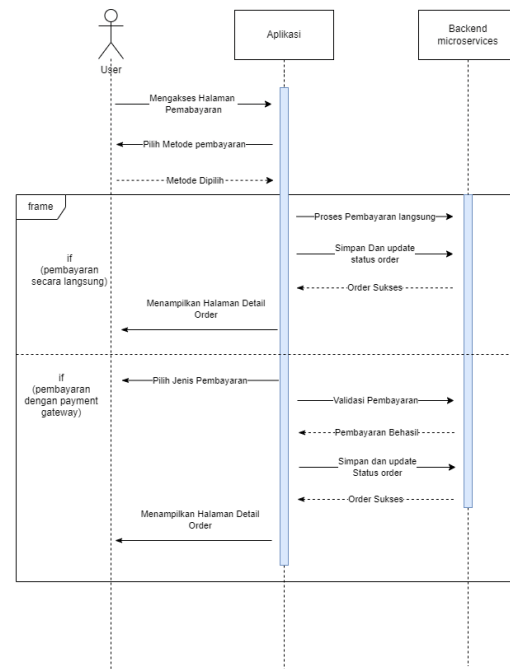 Aplikasi
Backend
microservices
User
Mengakses Halaman
Pemabayaran
Pilih Metode pembayaran
Metode Dipilih
frame
Proses Pembayaran langsung
if
(pembayaran
secara langsung)
Simpan Dan update
status order
Order Sukses
Menampilkan Halaman Detail
Order
if
(pembayaran
dengan payment
gateway)
Pilih Jenis Pembayaran
Validasi Pembayaran
Pembayaran Behasil
Simpan dan update
Status order
Order Sukses
Menampilkan Halaman Detail
Order